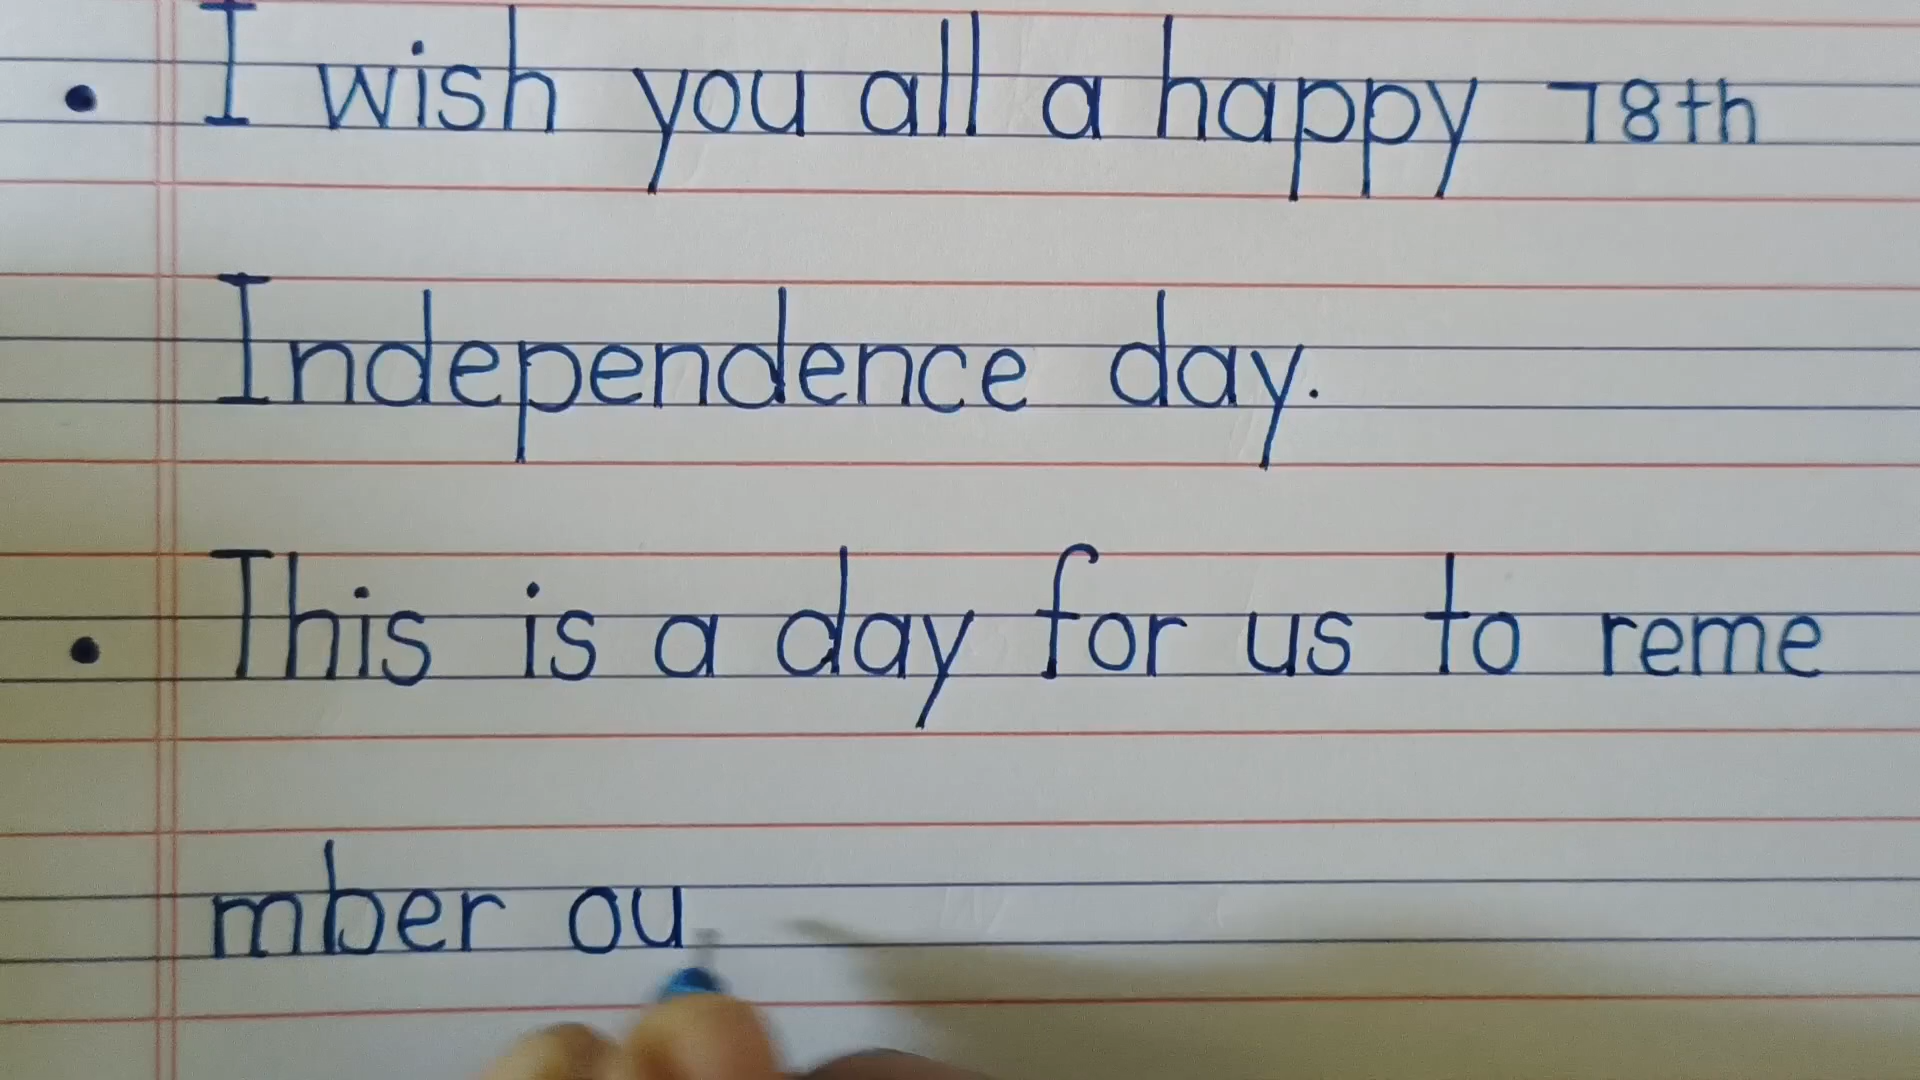 • I wish you all a happy 78th
Independence day.
• This is a day for us to reme
mber ou